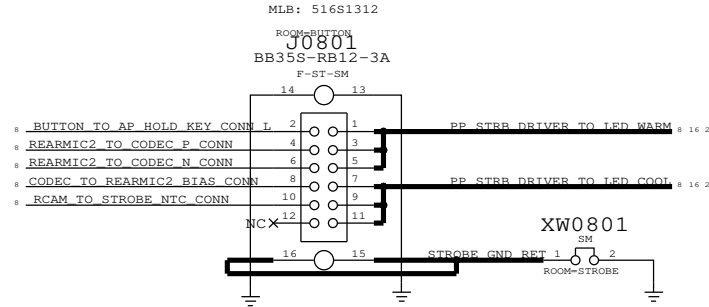 MLB: 516S1312
ROOM=BUTTON
J0801
BB35S-RB12-3A
F-ST-SM
14 13
8 BUTTON_TO_AP_HOLD_KEY_CONN_L 2 1 PP_STRB_DRIVER_TO_LED_WARM 8 16 2
8 REARMIC2_TO_CODEC_P_CONN 4 3
8 REARMIC2_TO_CODEC_N_CONN 6 5
8 CODEC_TO_REARMIC2_BIAS_CONN 8 7 PP_STRB_DRIVER_TO_LED_COOL 8 16 2
8 RCAM_TO_STROBE_NTC_CONN 10 9
NC 12 11
XW0801
SM
16 15 STROBE_GND_RET 1 2
ROOM=STROBE